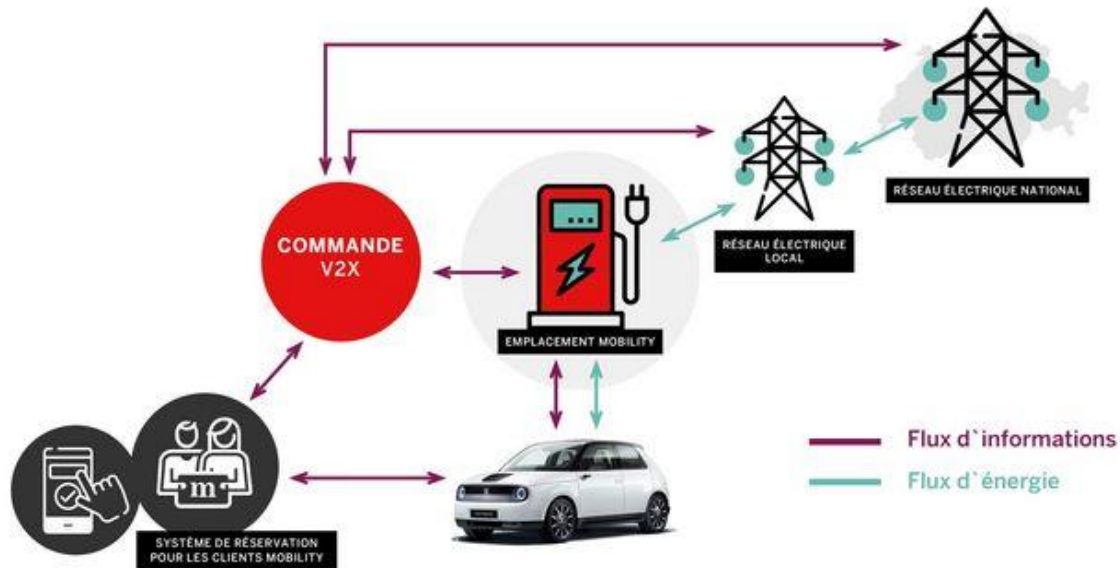 RÉSEAU ÉLECTRIQUE NATIONAL
RÉSEAU ÉLECTRIQUE
LOCAL
COMMANDE
V2X
EMPLACEMENT MOBILITY
m
Flux d`informations
Flux d`énergie
SYSTÈME DE RÉSERVATION
POUR LES CLIENTS MOBILITY